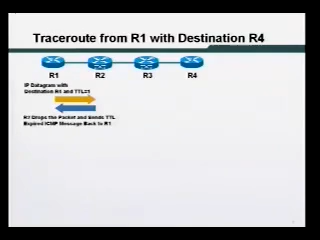 Traceroute from R1 with Destination R4
R1 R2 R3 R4
IP Datagram with
Destination R1 and TTL=1
R2 Drops the Packet and Sends TTL
Expired ICMP Message Back to R1